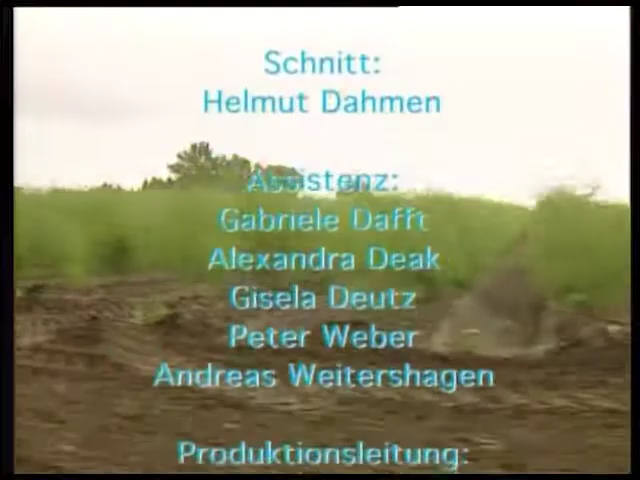 Schnitt:
Helmut Dahmen
Assistenz:
Gabriele Dafft
Alexandra Deak
Gisela Deutz
Peter Weber
Andreas Weitershagen
Produktionsleitung: